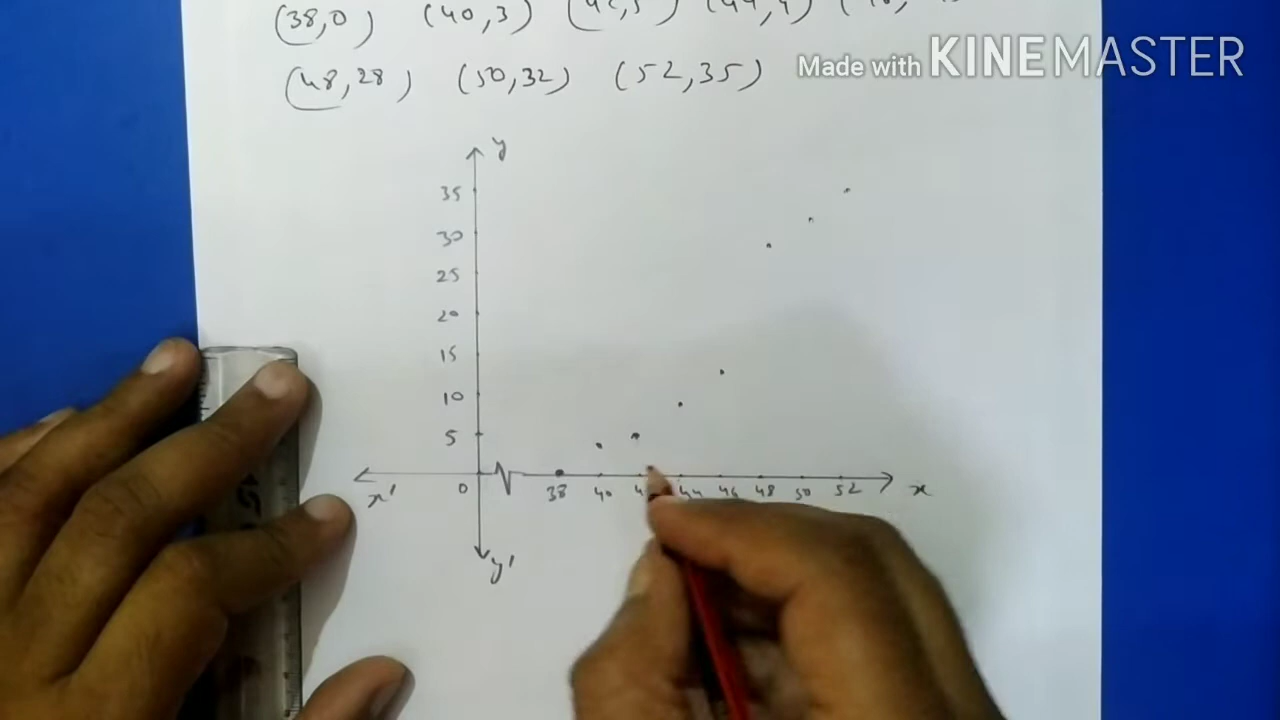 (38,0) (40,3)
(48,28) (50,32) (52,35)
Made with KINEMASTER
y
35
30
25
20
15
10
5
x' 0 38 40 44 46 48 50 52 x
y'